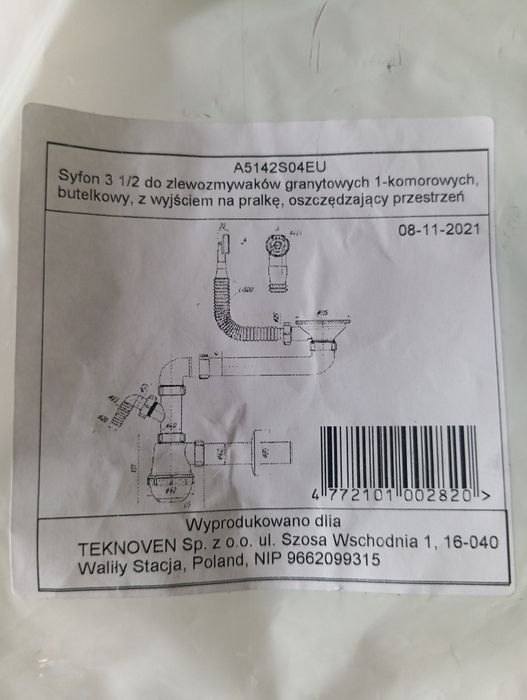 A5142S04EU
Syfon 3 1/2 do zlewozmywaków granytowych 1-komorowych,
butelkowy, z wyjściem na pralkę, oszczędzający przestrzeń
08-11-2021
4 772101 002820 >
Wyprodukowano dlia
TEKNOVEN Sp. z o.o. ul. Szosa Wschodnia 1, 16-040
Waliły Stacja, Poland, NIP 9662099315